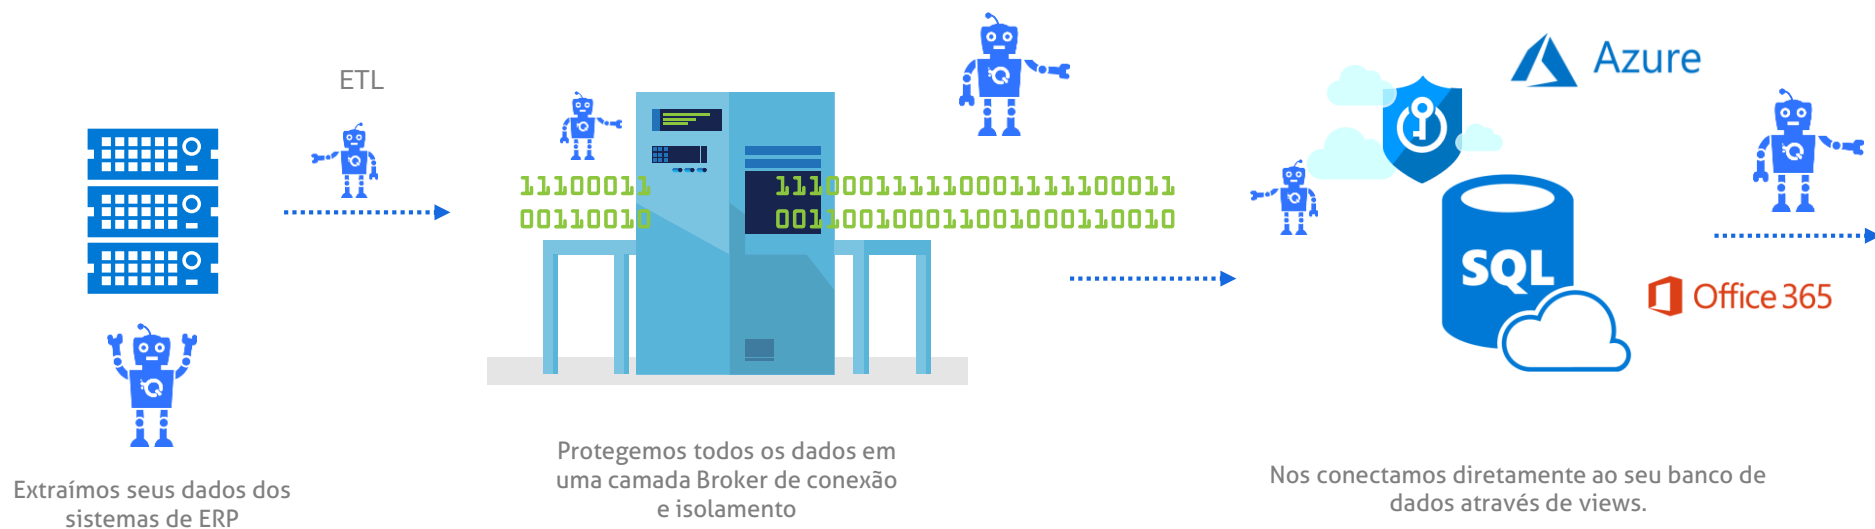 ETL
Extraímos seus dados dos
sistemas de ERP
11100011
00110010
111000111110001111100011
0011001000110010001100010
Protegemos todos os dados em
uma camada Broker de conexão
e isolamento
Azure
SQL
Office 365
Nos conectamos diretamente ao seu banco de
dados através de views.